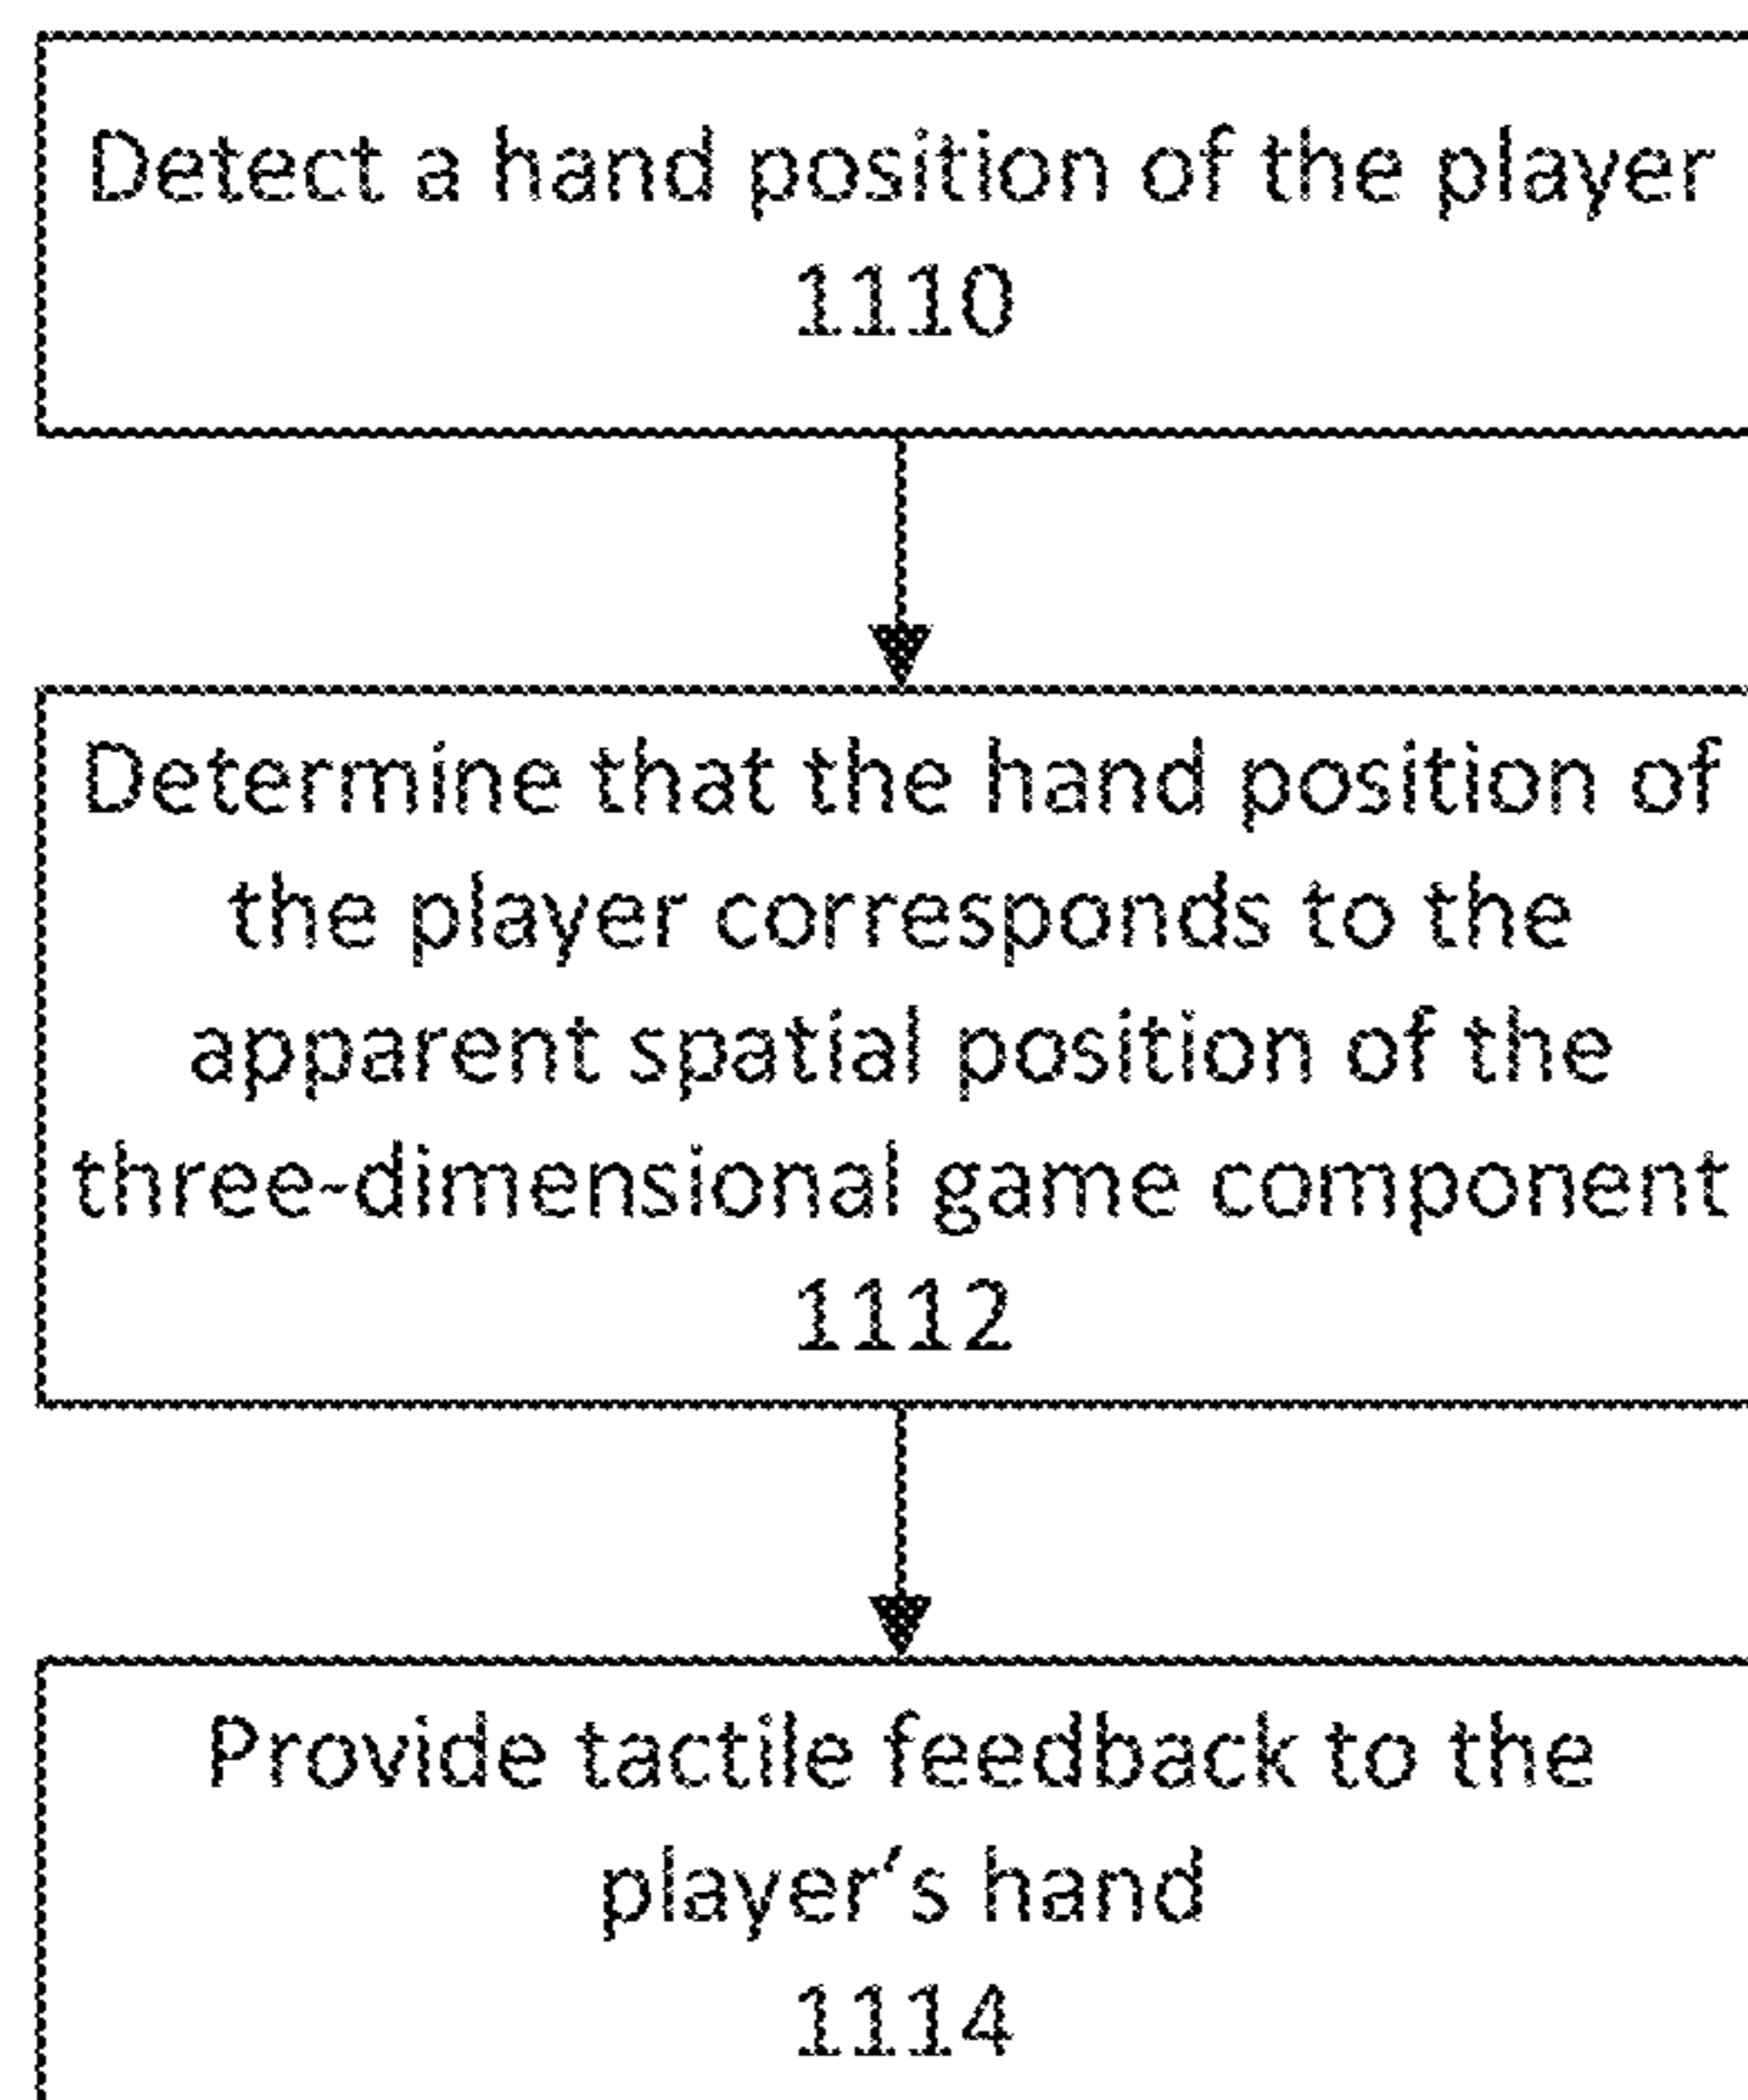 Detect a hand position of the player
1110
Determine that the hand position of
the player corresponds to the
apparent spatial position of the
three-dimensional game component
1112
Provide tactile feedback to the
player’s hand
1114